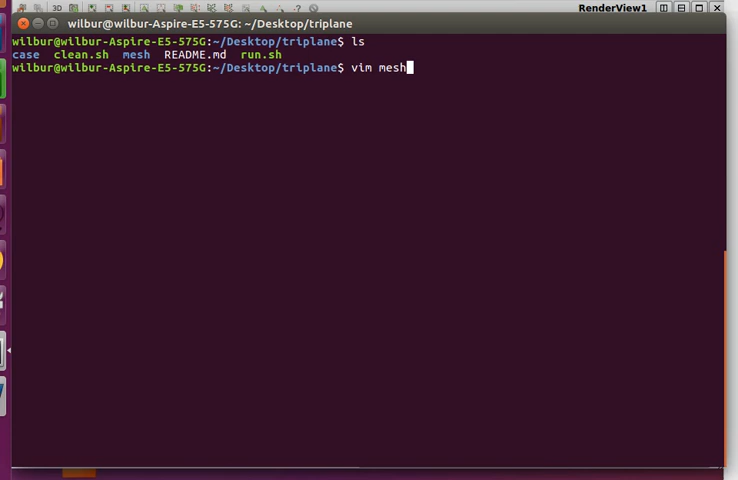 3D
RenderView1
wilbur@wilbur-Aspire-E5-575G: ~/Desktop/triplane
wilbur@wilbur-Aspire-E5-575G:~/Desktop/triplane$ ls
case clean.sh mesh README.md run.sh
wilbur@wilbur-Aspire-E5-575G:~/Desktop/triplane$ vim mesh